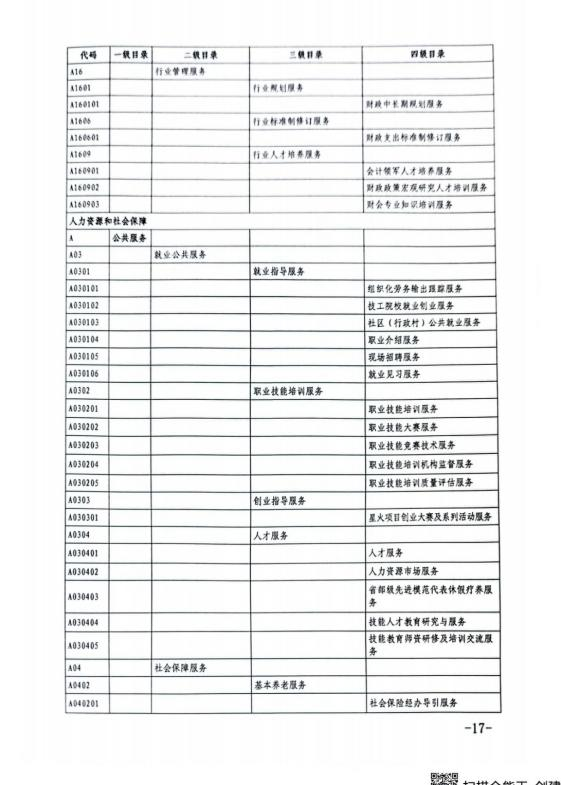 代码 一级目录 二级目录 三级目录 四级目录
A16 行业管理服务
A1601 行业规划服务
A160101 财政中长期规划服务
A1606 行业标准制修订服务
A160601 财政支出标准制修订服务
A1609 行业人才培养服务
A160901 会计领军人才培养服务
A160902 财政政策宏观研究人才培训服务
A160903 财会专业知识培训服务
人力资源和社会保障
A 公共服务
A03 就业公共服务
A0301 就业指导服务
A030101 组织化劳务输出跟踪服务
A030102 技工院校就业创业服务
A030103 社区（行政村）公共就业服务
A030104 职业介绍服务
A030105 现场招聘服务
A030106 就业见习服务
A0302 职业技能培训服务
A030201 职业技能培训服务
A030202 职业技能大赛服务
A030203 职业技能竞赛技术服务
A030204 职业技能培训机构监督服务
A030205 职业技能培训质量评估服务
A0303 创业指导服务
A030301 星火项目创业大赛及系列活动服务
A0304 人才服务
A030401 人才服务
A030402 人力资源市场服务
A030403 省部级先进模范代表休假疗养服
务
A030404 技能人才教育研究与服务
A030405 技能教育师资研修及培训交流服
务
A04 社会保障服务
A0402 基本养老服务
A040201 社会保险经办导引服务
-17-